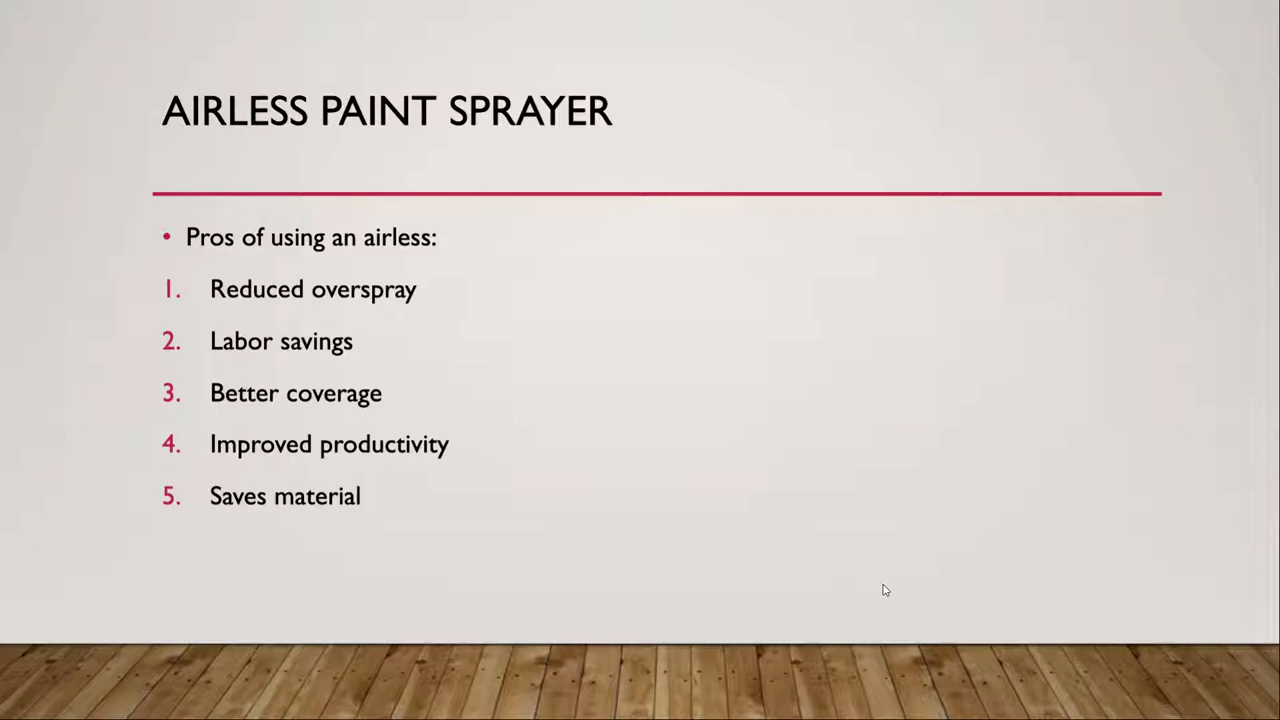 AIRLESS PAINT SPRAYER
• Pros of using an airless:
1. Reduced overspray
2. Labor savings
3. Better coverage
4. Improved productivity
5. Saves material